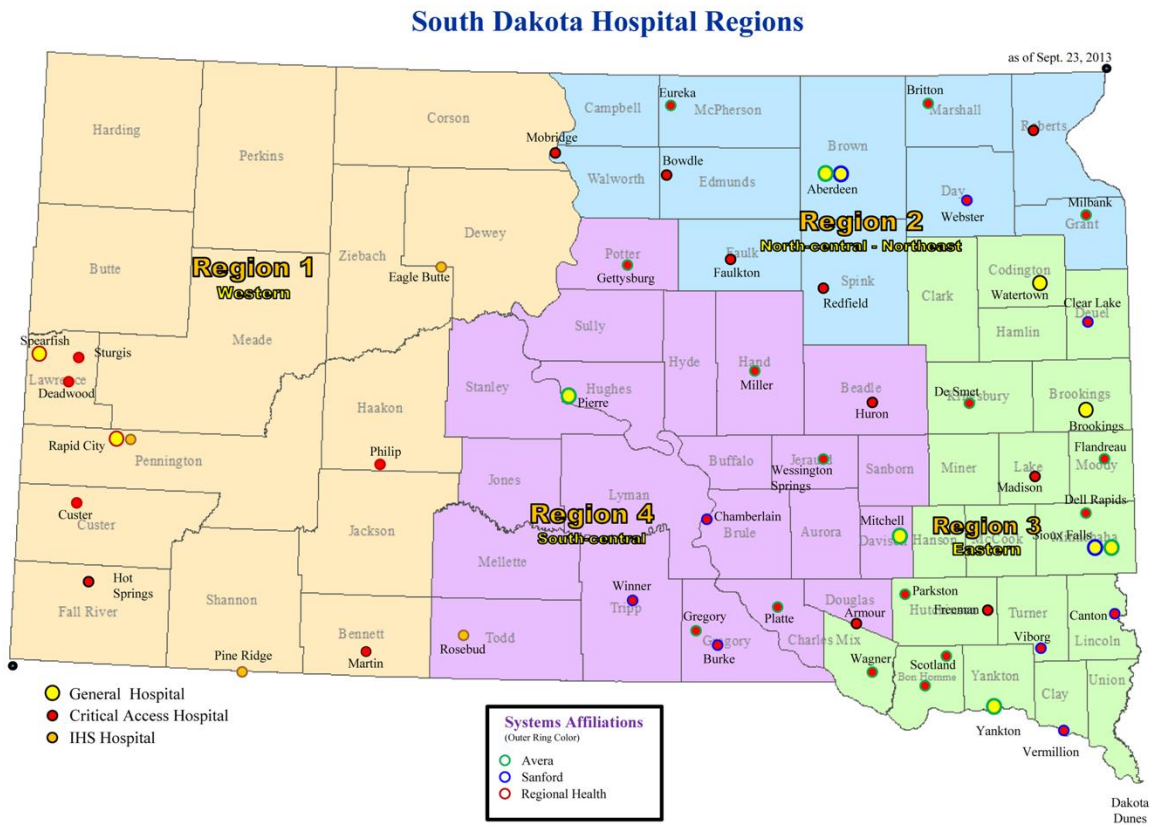 South Dakota Hospital Regions
as of Sept. 23, 2013
Harding
Perkins
Corson
Campbell
Eureka
McPherson
Britton
Marshall
Roberts
Mobridge
Brown
Walworth
Bowdle
Edmunds
Aberdeen
Day
Webster
Milbank
Grant
Butte
Region 1
Western
Ziebach
Dewey
Eagle Butte
Potter
Gettysburg
Faulk
Faulkton
Region 2
North-central - Northeast
Spink
Redfield
Clark
Codington
Watertown
Clear Lake
Deuel
Hamlin
Spearfish
Sturgis
Lawrence
Deadwood
Meade
Sully
Hyde
Hand
Miller
Stanley
Hughes
Pierre
Haakon
Beadle
Huron
De Smet
Kingsbury
Brookings
Brookings
Rapid City
Pennington
Philip
Jones
Lyman
Buffalo
Jerauld
Wessington
Springs
Sanborn
Miner
Lake
Madison
Flandreau
Moody
Dell Rapids
Custer
Custer
Jackson
Region 4
South-central
Chamberlain
Brule
Aurora
Mitchell
Davison
Hanson
McCook
Region 3
Eastern
Sioux Falls
Minnehaha
Mellette
Hot
Springs
Fall River
Shannon
Bennett
Martin
Pine Ridge
Todd
Rosebud
Winner
Tripp
Gregory
Gregory
Burke
Platte
Charles Mix
Douglas
Armour
Parkston
Hutchinson
Freeman
Turner
Canton
Lincoln
Viborg
Wagner
Scotland
Bon Homme
Yankton
Yankton
Clay
Union
Vermillion
Dakota
Dunes
General Hospital
Critical Access Hospital
IHS Hospital
Systems Affiliations
(Outer Ring Color)
Avera
Sanford
Regional Health